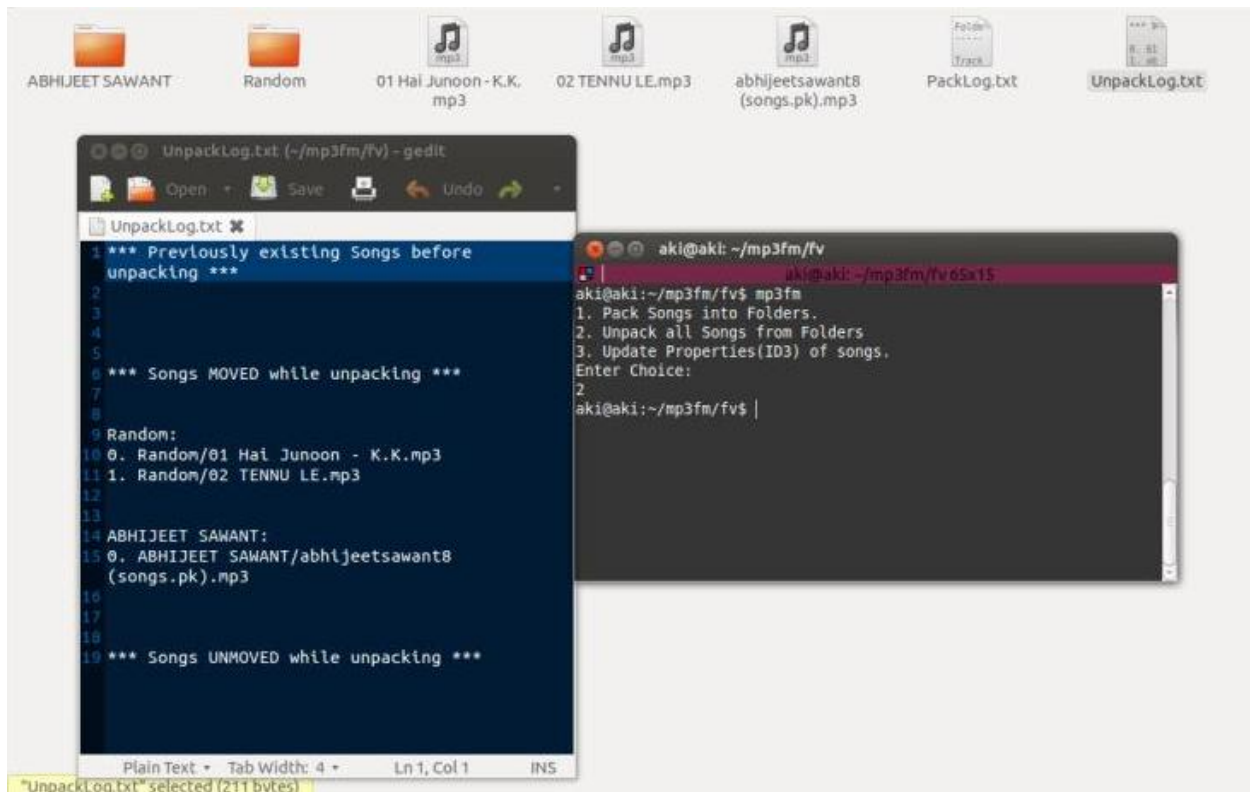 ABHIJEET SAWANT
Random
01 Hai Junoon - K.K.
mp3
02 TENNU LE.mp3
abhijeetsawant8
(songs.pk).mp3
PackLog.txt
UnpackLog.txt
mp3
mp3
mp3
Folder
Track
UnpackLog.txt (~/mp3fm/fv) - gedit
Open
Save
Undo
UnpackLog.txt
1 *** Previously existing Songs before
unpacking ***
2
3
4
5
6 *** Songs MOVED while unpacking ***
7
8
9 Random:
10 0. Random/01 Hai Junoon - K.K.mp3
11 1. Random/02 TENNU LE.mp3
12
13
14 ABHIJEET SAWANT:
15 0. ABHIJEET SAWANT/abhijeetsawant8
(songs.pk).mp3
16
17
18
19 *** Songs UNMOVED while unpacking ***
Plain Text
Tab Width: 4
Ln 1, Col 1
INS
aki@aki: ~/mp3fm/fv
aki@aki: ~/mp3fm/fv 65x15
aki@aki:~/mp3fm/fv$ mp3fm
1. Pack Songs into Folders.
2. Unpack all Songs from Folders
3. Update Properties(ID3) of songs.
Enter Choice:
2
aki@aki:~/mp3fm/fv$
"UnpackLog.txt" selected (211 bytes)